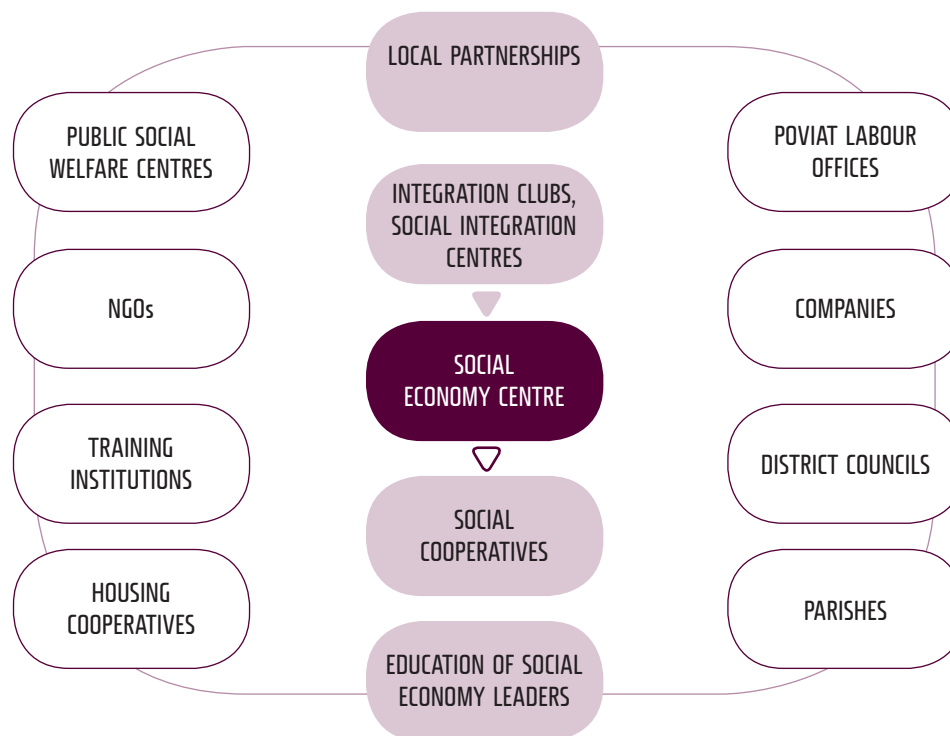 LOCAL PARTNERSHIPS
PUBLIC SOCIAL
WELFARE CENTRES
POVIAT LABOUR
OFFICES
INTEGRATION CLUBS,
SOCIAL INTEGRATION
CENTRES
NGOs
COMPANIES
SOCIAL
ECONOMY CENTRE
TRAINING
INSTITUTIONS
DISTRICT COUNCILS
SOCIAL
COOPERATIVES
HOUSING
COOPERATIVES
PARISHES
EDUCATION OF SOCIAL
ECONOMY LEADERS